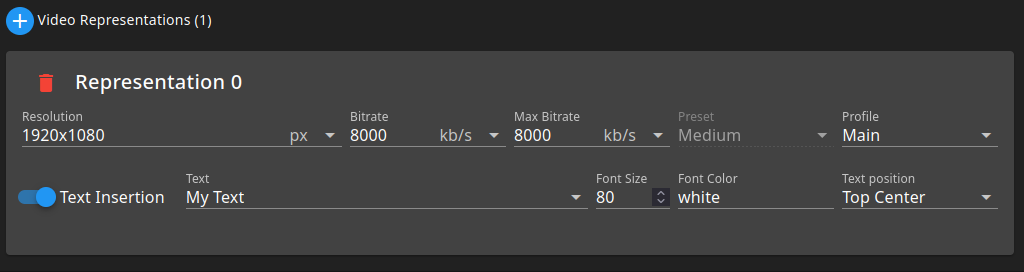 Video Representations (1)
Representation 0
Resolution Bitrate Max Bitrate Preset Profile
1920x1080 px 8000 kb/s 8000 kb/s Medium Main
Text Font Size Font Color Text position
Text Insertion My Text 80 white Top Center